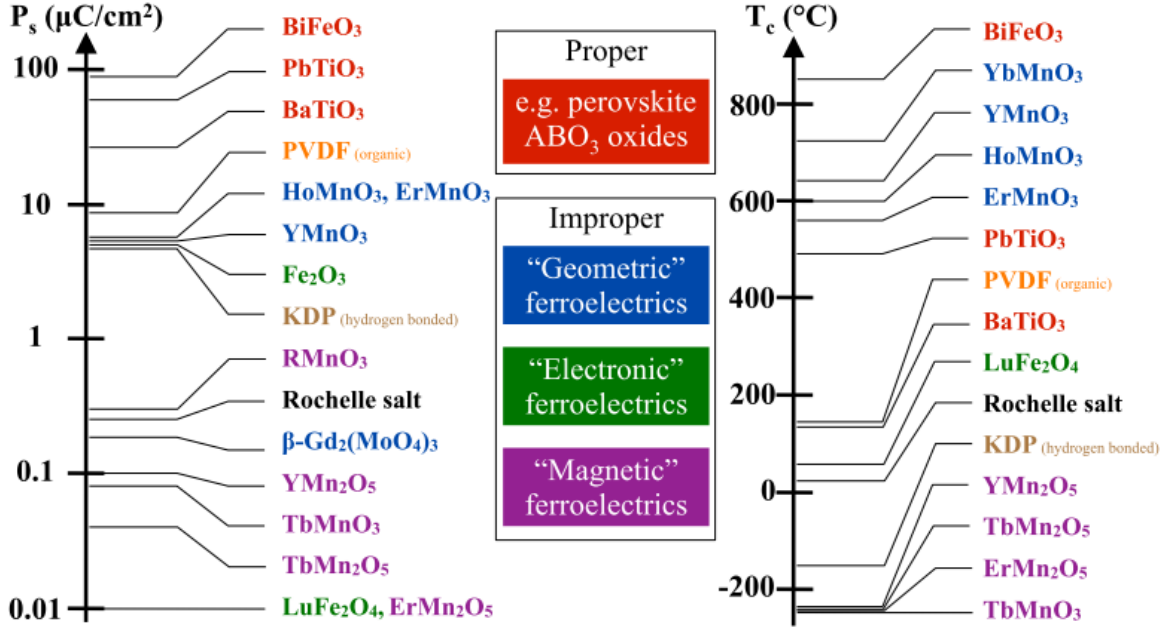 Pₛ (μC/cm²)
100
10
1
0.1
0.01
BiFeO₃
PbTiO₃
BaTiO₃
PVDF (organic)
HoMnO₃, ErMnO₃
YMnO₃
Fe₂O₃
KDP (hydrogen bonded)
RMnO₃
Rochelle salt
β-Gd₂(MoO₄)₃
YMn₂O₅
TbMnO₃
TbMn₂O₅
LuFe₂O₄, ErMn₂O₅
Proper
e.g. perovskite
ABO₃ oxides
Improper
“Geometric”
ferroelectrics
“Electronic”
ferroelectrics
“Magnetic”
ferroelectrics
T꜀ (°C)
800
600
400
200
0
-200
BiFeO₃
YbMnO₃
YMnO₃
HoMnO₃
ErMnO₃
PbTiO₃
PVDF (organic)
BaTiO₃
LuFe₂O₄
Rochelle salt
KDP (hydrogen bonded)
YMn₂O₅
TbMn₂O₅
ErMn₂O₅
TbMnO₃